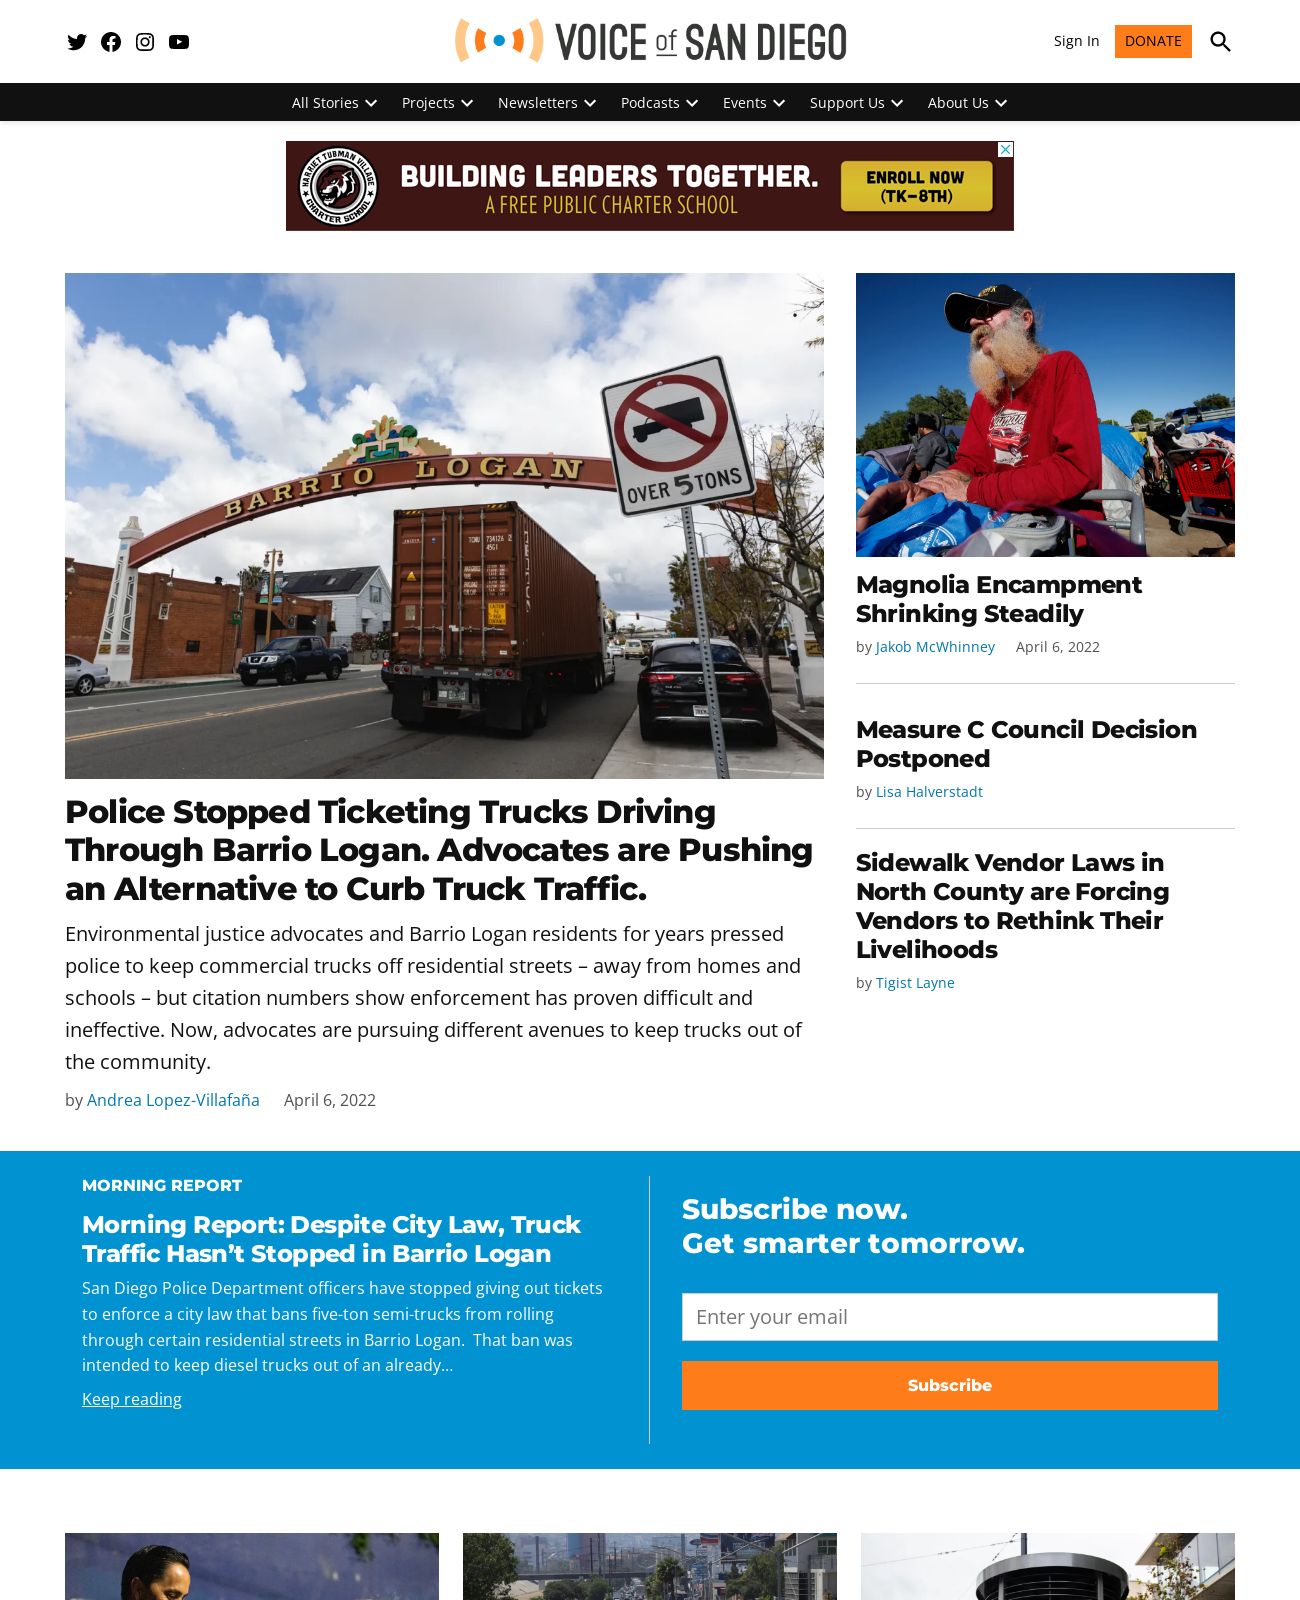 VOICE of SAN DIEGO
Sign In
DONATE
All Stories
Projects
Newsletters
Podcasts
Events
Support Us
About Us
HARRIET TUBMAN VILLAGE
CHARTER SCHOOL
BUILDING LEADERS TOGETHER.
A FREE PUBLIC CHARTER SCHOOL
ENROLL NOW
(TK–8TH)
BARRIO LOGAN
OVER 5 TONS
Magnolia Encampment
Shrinking Steadily
by Jakob McWhinney April 6, 2022
Measure C Council Decision
Postponed
by Lisa Halverstadt
Sidewalk Vendor Laws in
North County are Forcing
Vendors to Rethink Their
Livelihoods
by Tigist Layne
Police Stopped Ticketing Trucks Driving
Through Barrio Logan. Advocates are Pushing
an Alternative to Curb Truck Traffic.
Environmental justice advocates and Barrio Logan residents for years pressed
police to keep commercial trucks off residential streets – away from homes and
schools – but citation numbers show enforcement has proven difficult and
ineffective. Now, advocates are pursuing different avenues to keep trucks out of
the community.
by Andrea Lopez-Villafaña April 6, 2022
MORNING REPORT
Morning Report: Despite City Law, Truck
Traffic Hasn’t Stopped in Barrio Logan
San Diego Police Department officers have stopped giving out tickets
to enforce a city law that bans five-ton semi-trucks from rolling
through certain residential streets in Barrio Logan.  That ban was
intended to keep diesel trucks out of an already…
Keep reading
Subscribe now.
Get smarter tomorrow.
Enter your email
Subscribe